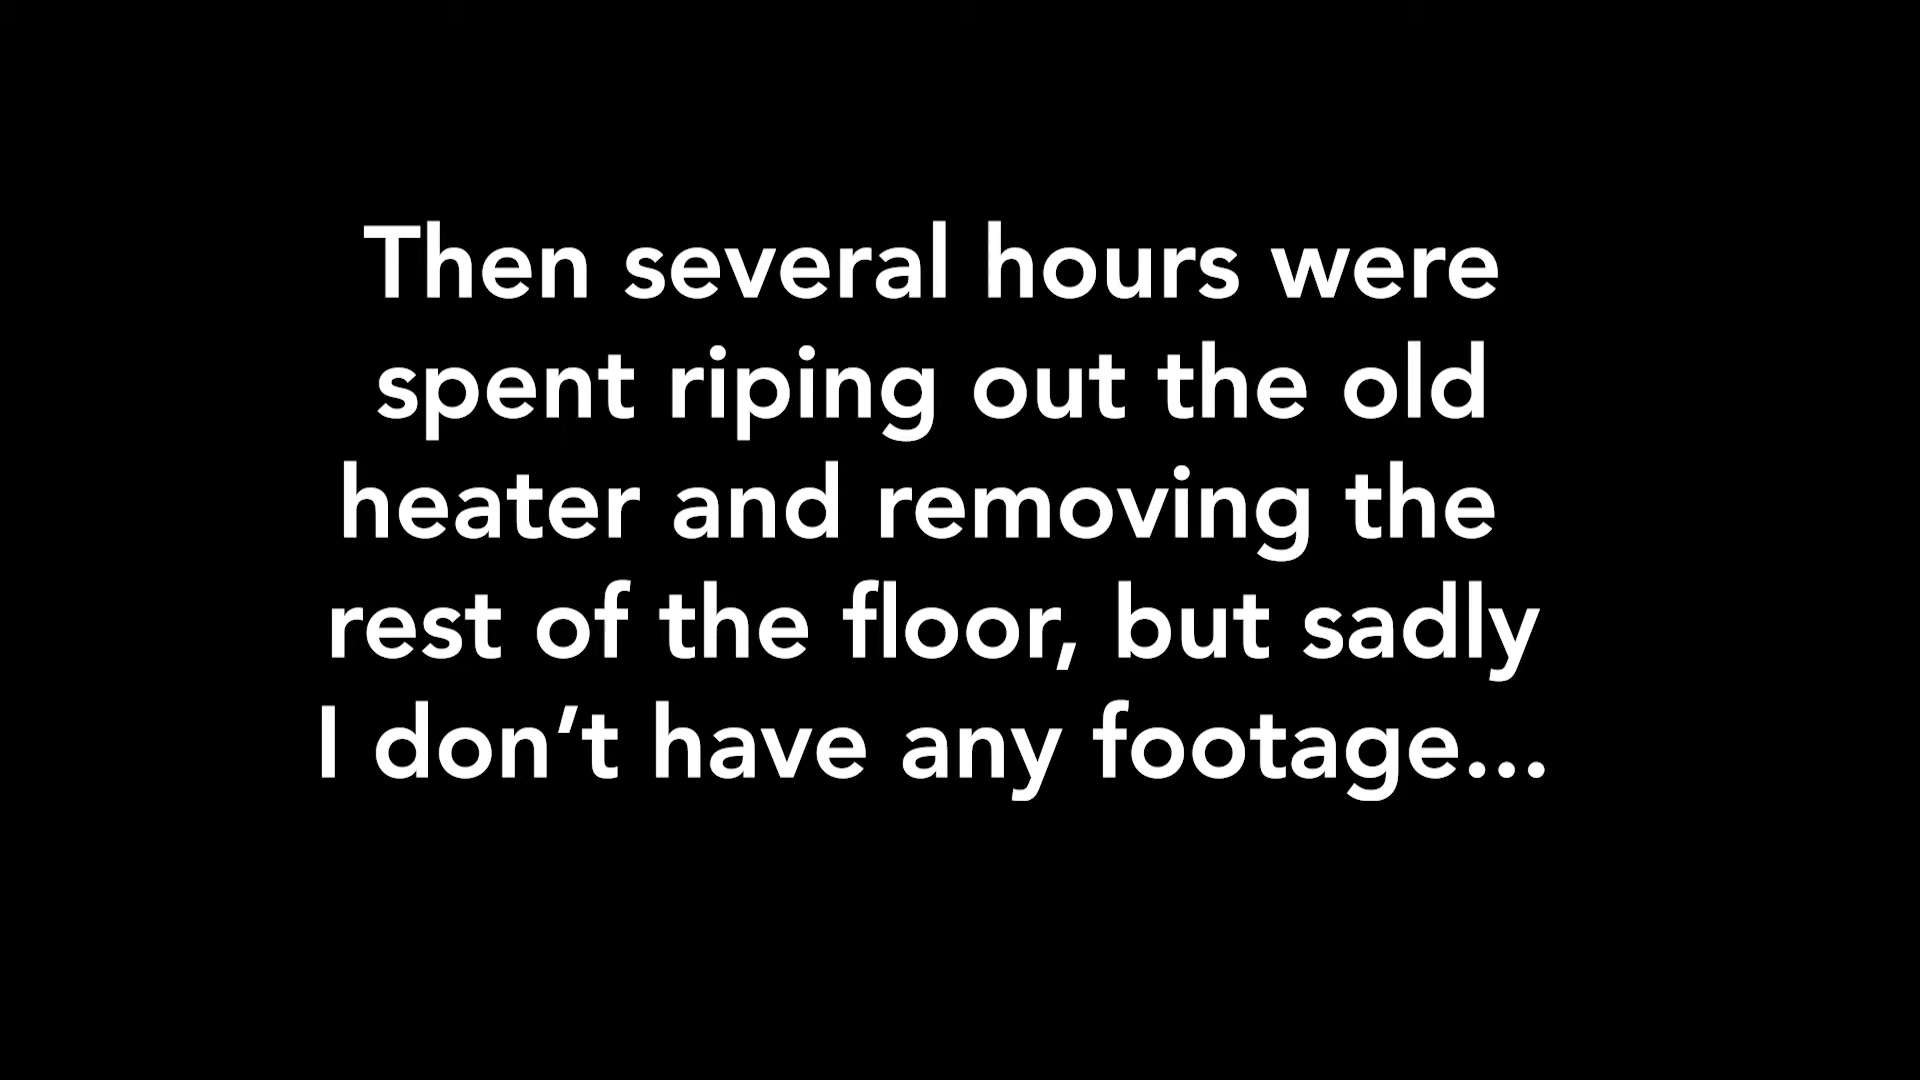 Then several hours were
spent riping out the old
heater and removing the
rest of the floor, but sadly
I don’t have any footage...